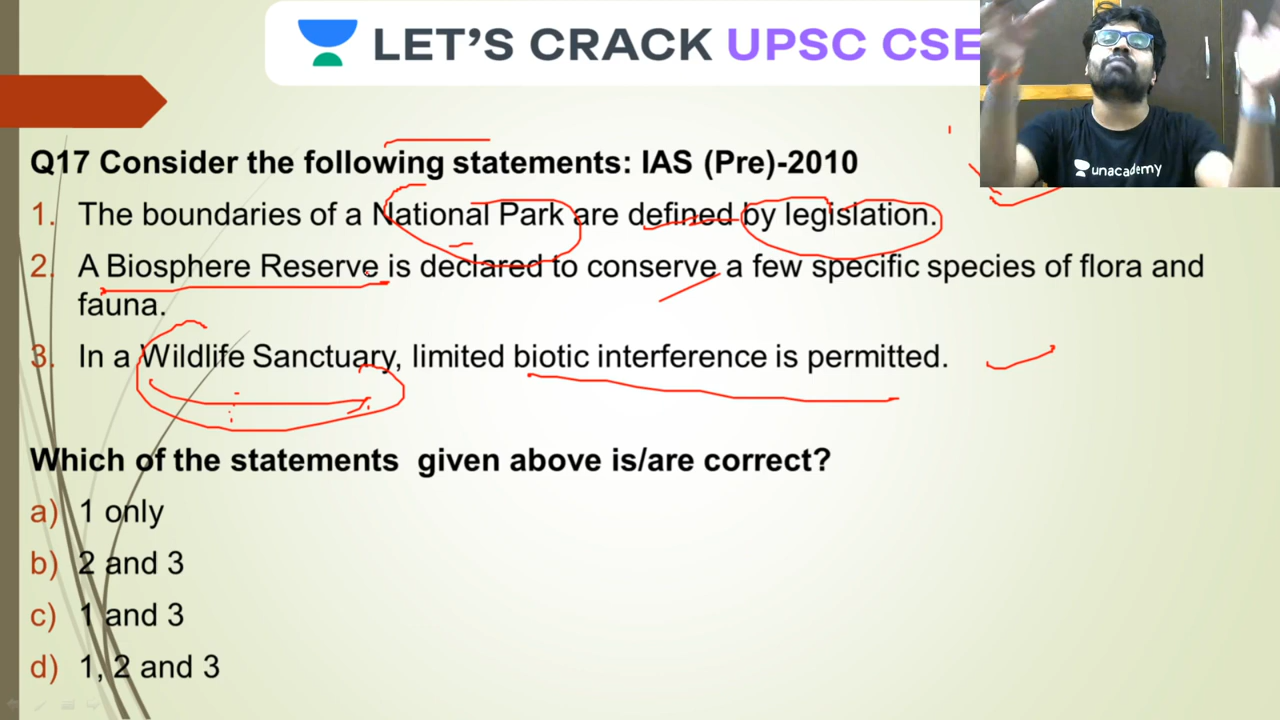 LET'S CRACK UPSC CSE
unacademy
Q17 Consider the following statements: IAS (Pre)-2010
1. The boundaries of a National Park are defined by legislation.
2. A Biosphere Reserve is declared to conserve a few specific species of flora and
fauna.
3. In a Wildlife Sanctuary, limited biotic interference is permitted.
Which of the statements given above is/are correct?
a) 1 only
b) 2 and 3
c) 1 and 3
d) 1, 2 and 3